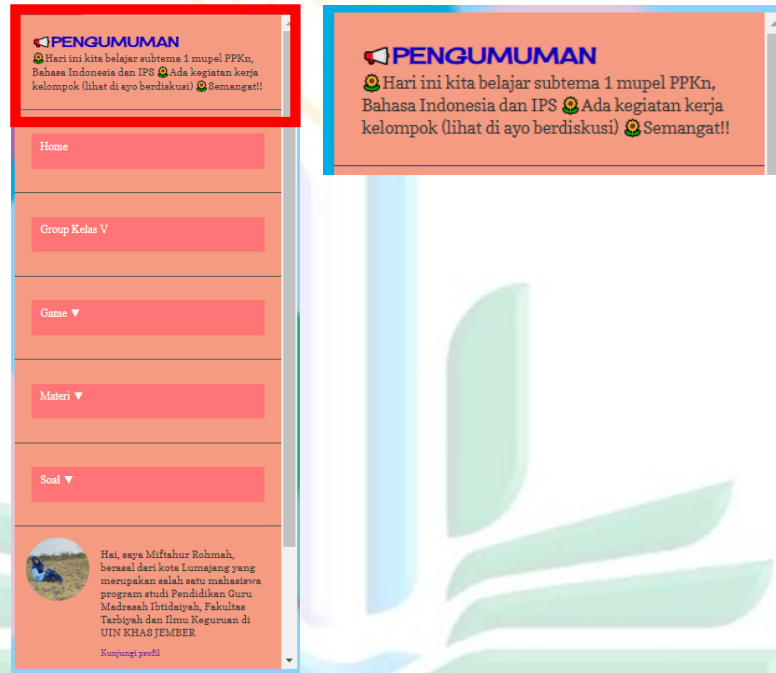 PENGUMUMAN
Hari ini kita belajar subtema 1 mupel PPKn,
Bahasa Indonesia dan IPS Ada kegiatan kerja
kelompok (lihat di ayo berdiskusi) Semangat!!
Home
Group Kelas V
Game ▼
Materi ▼
Soal ▼
Hai, saya Miftahur Rohmah,
berasal dari kota Lumajang yang
merupakan salah satu mahasiswa
program studi Pendidikan Guru
Madrasah Ibtidaiyah, Fakultas
Tarbiyah dan Ilmu Keguruan di
UIN KHAS JEMBER
Kunjungi profil
PENGUMUMAN
Hari ini kita belajar subtema 1 mupel PPKn,
Bahasa Indonesia dan IPS Ada kegiatan kerja
kelompok (lihat di ayo berdiskusi) Semangat!!